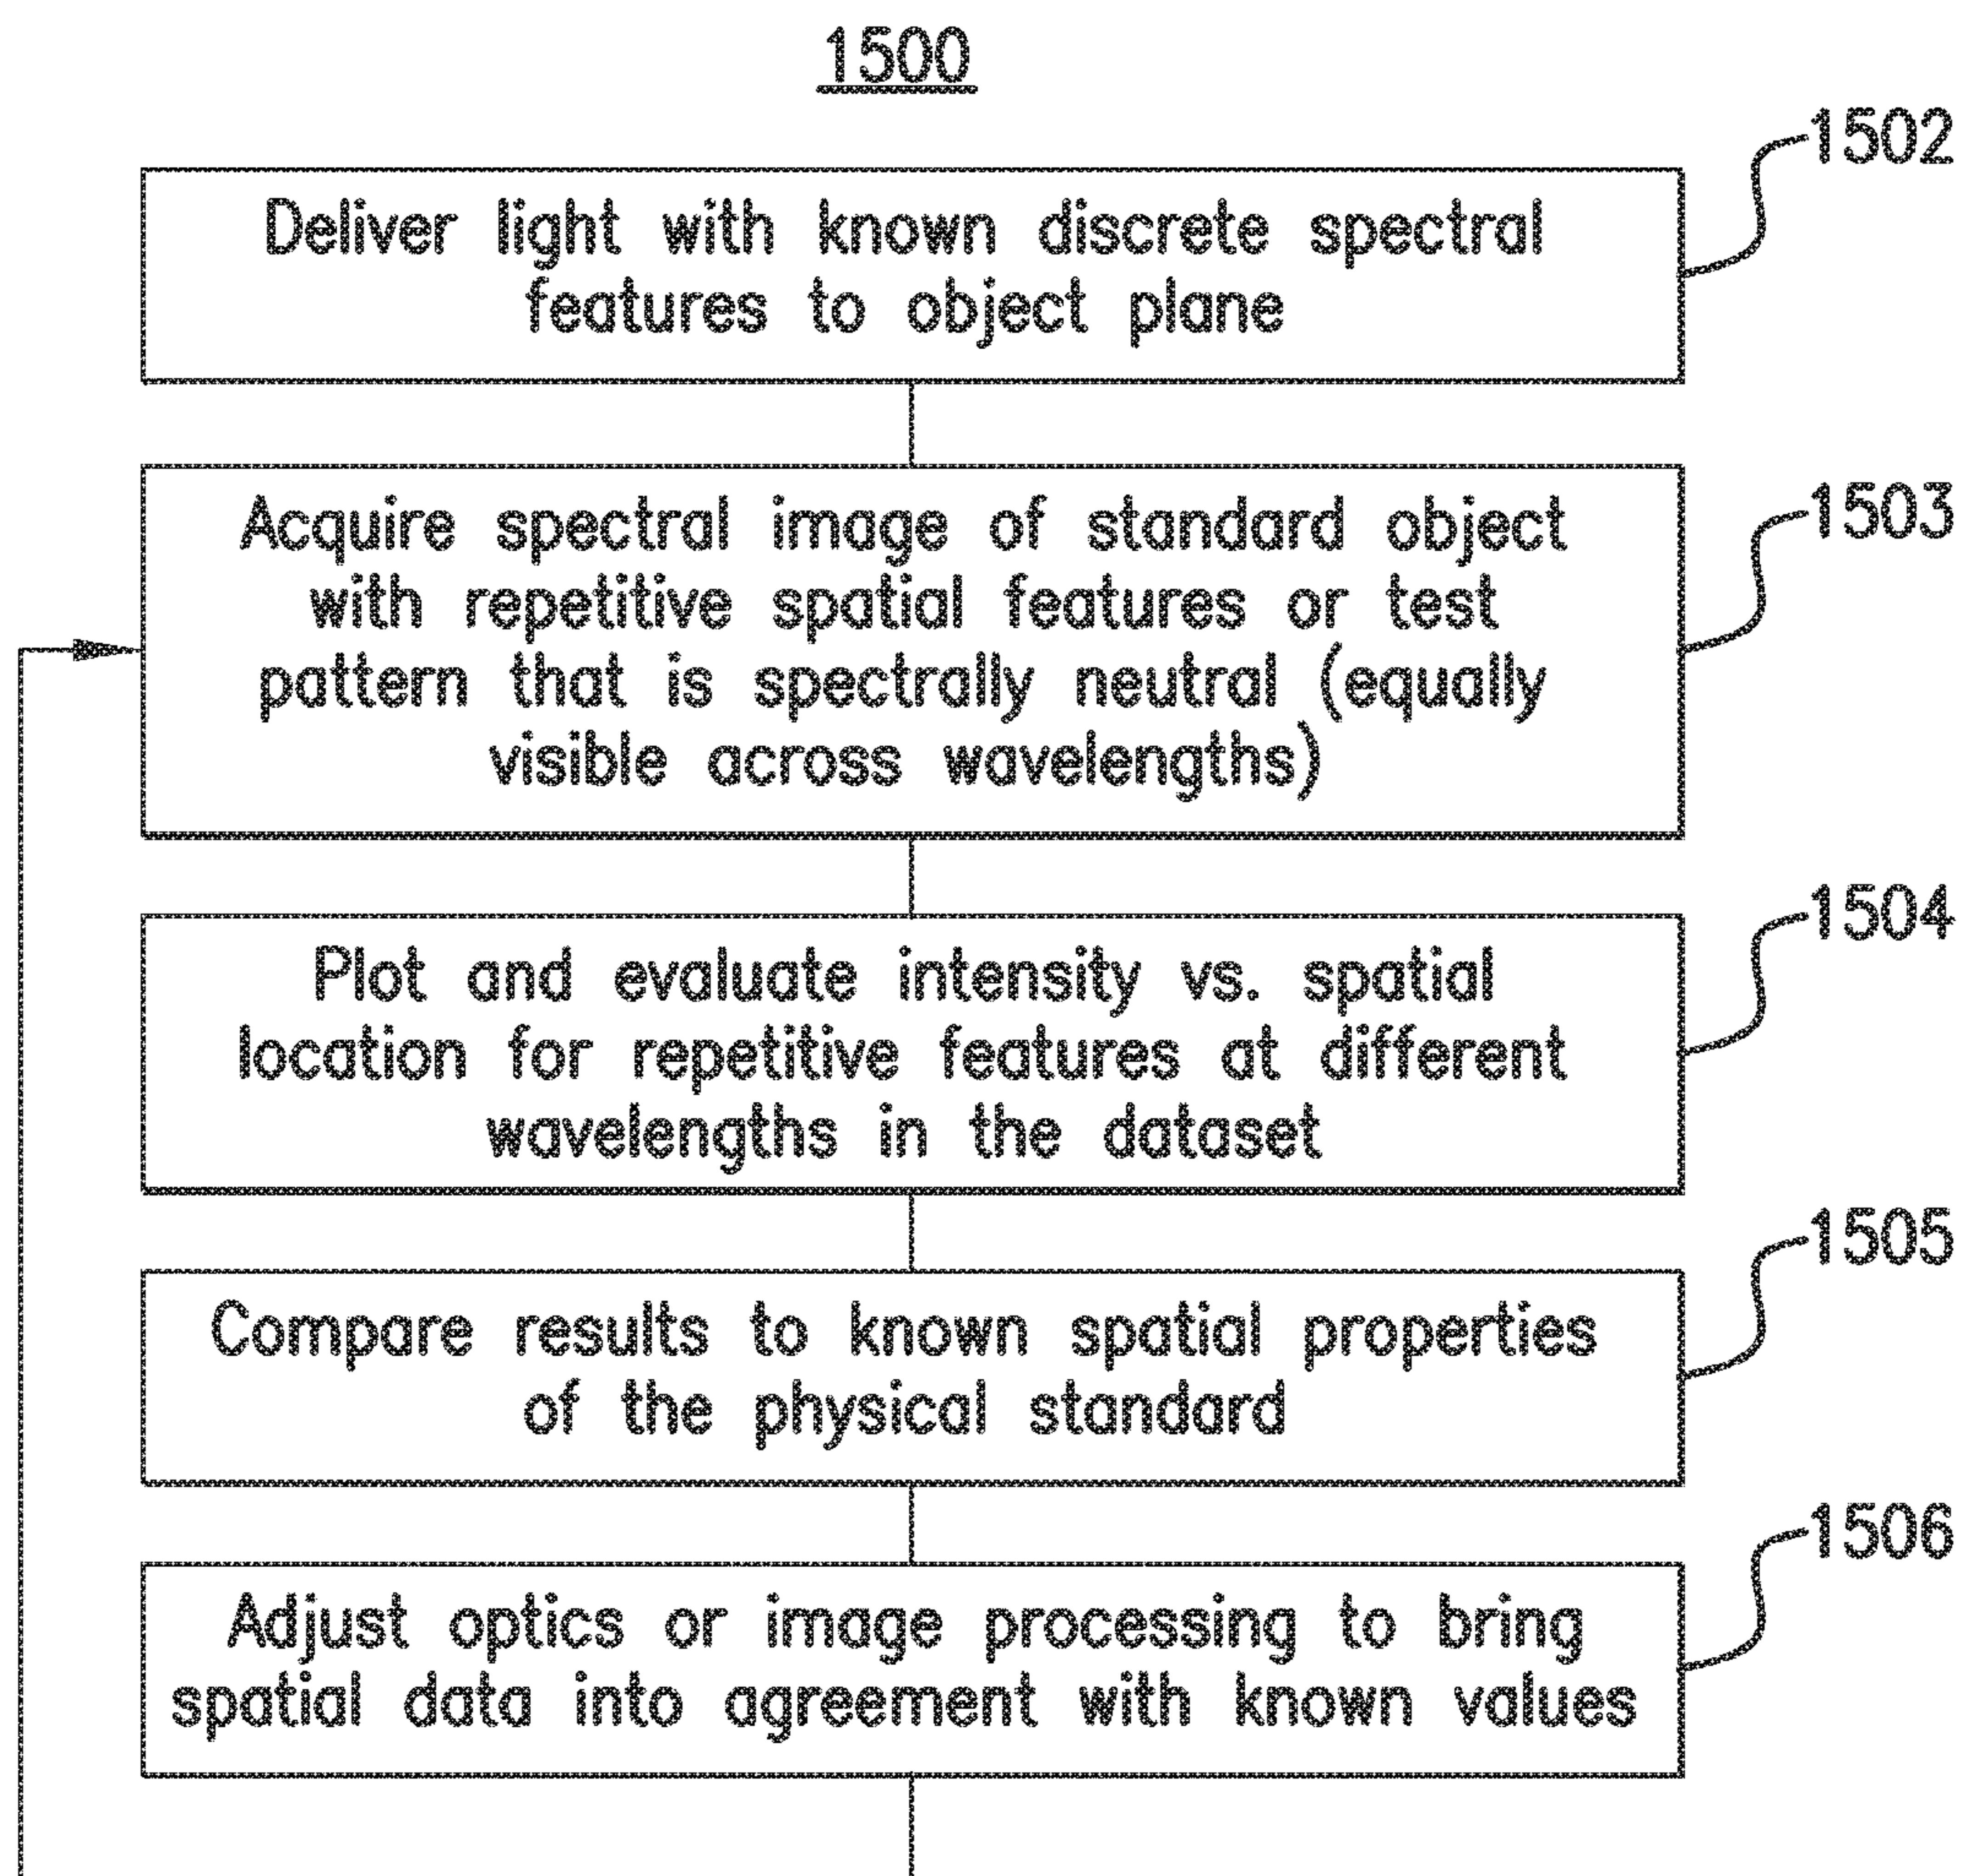 1500
1502
Deliver light with known discrete spectral
features to object plane
1503
Acquire spectral image of standard object
with repetitive spatial features or test
pattern that is spectrally neutral (equally
visible across wavelengths)
1504
Plot and evaluate intensity vs. spatial
location for repetitive features at different
wavelengths in the dataset
1505
Compare results to known spatial properties
of the physical standard
1506
Adjust optics or image processing to bring
spatial data into agreement with known values